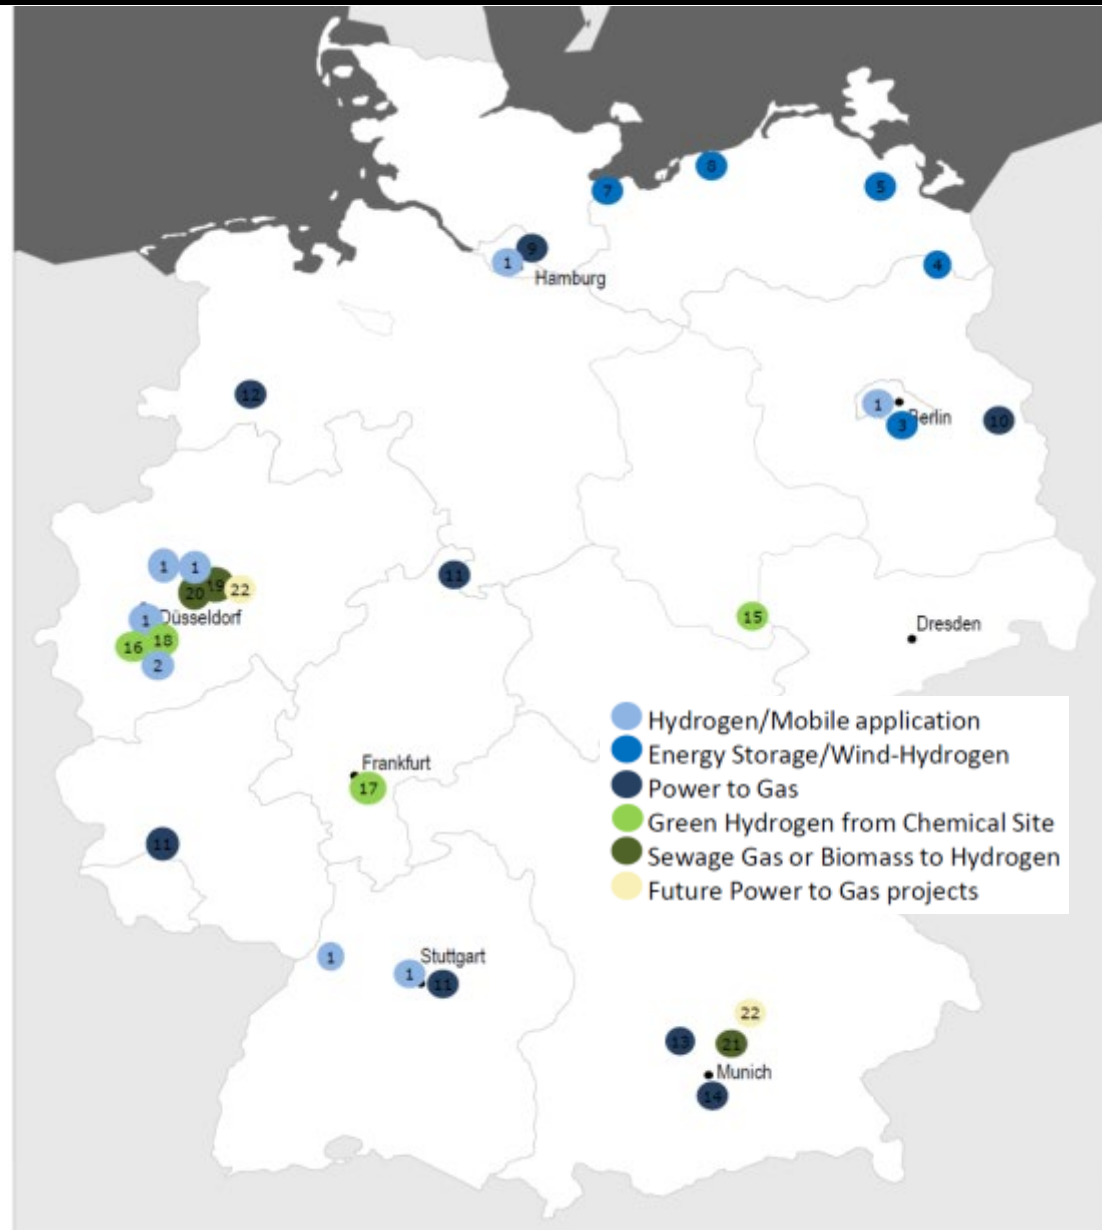 8
7
5
9
1
4
Hamburg
12
1
Berlin
3
10
1
1
19
20
22
11
1
Düsseldorf
15
18
16
2
Dresden
Hydrogen/Mobile application
Energy Storage/Wind-Hydrogen
Frankfurt
17
Power to Gas
Green Hydrogen from Chemical Site
11
Sewage Gas or Biomass to Hydrogen
Future Power to Gas projects
1
Stuttgart
1
11
22
13
21
Munich
14